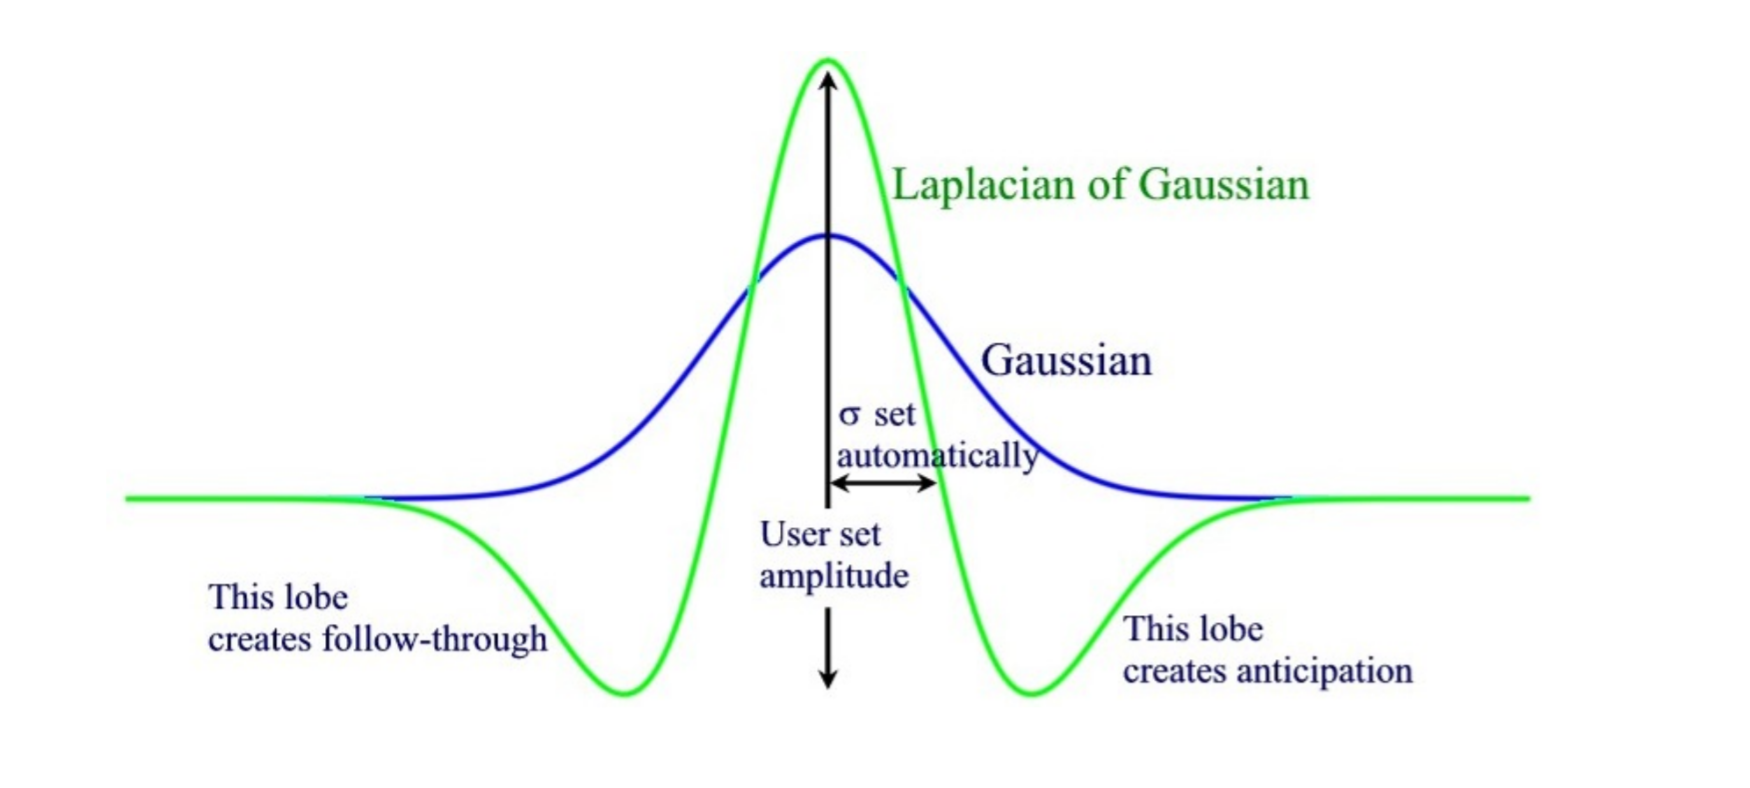 Laplacian of Gaussian
Gaussian
σ set
automatically
User set
amplitude
This lobe
creates follow-through
This lobe
creates anticipation